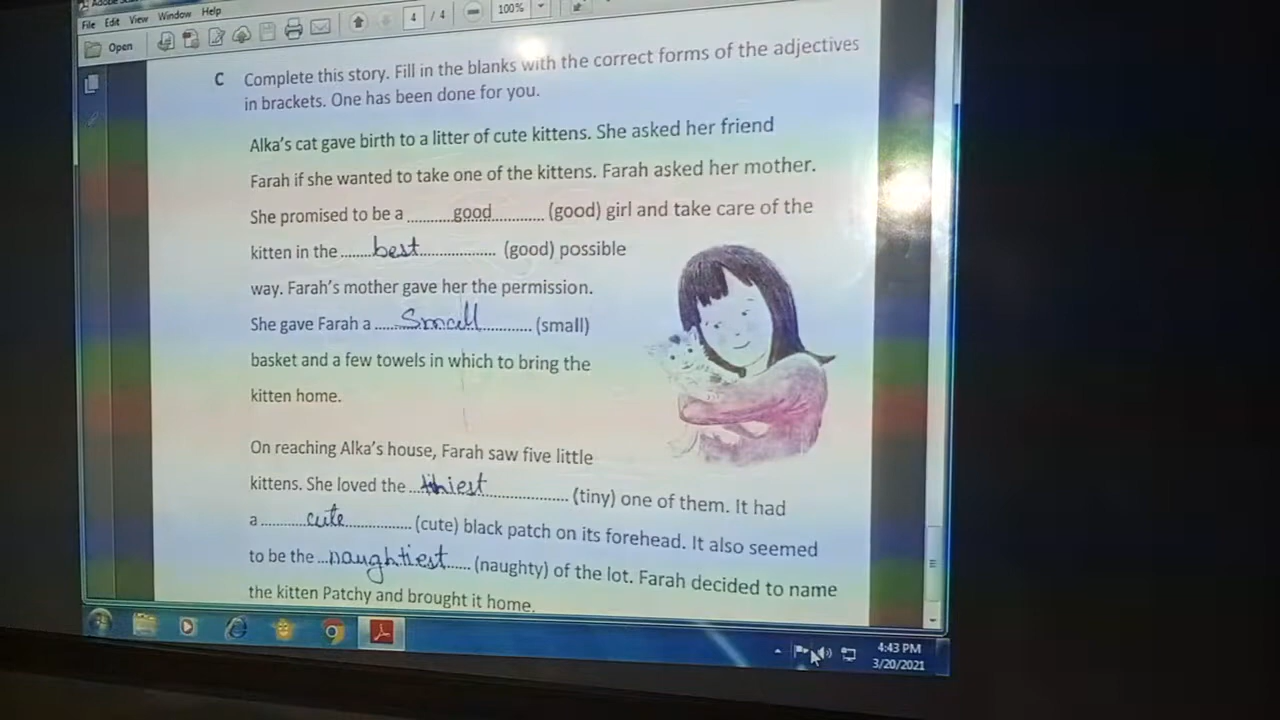 File Edit View Window Help
Open 4 / 4 100%
C Complete this story. Fill in the blanks with the correct forms of the adjectives
in brackets. One has been done for you.
Alka's cat gave birth to a litter of cute kittens. She asked her friend
Farah if she wanted to take one of the kittens. Farah asked her mother.
She promised to be a ..........good............ (good) girl and take care of the
kitten in the .......best.................. (good) possible
way. Farah's mother gave her the permission.
She gave Farah a ......Small............ (small)
basket and a few towels in which to bring the
kitten home.
On reaching Alka's house, Farah saw five little
kittens. She loved the ...tiniest.................... (tiny) one of them. It had
a ..........cute................ (cute) black patch on its forehead. It also seemed
to be the ...naughtiest...... (naughty) of the lot. Farah decided to name
the kitten Patchy and brought it home.
4:43 PM
3/20/2021